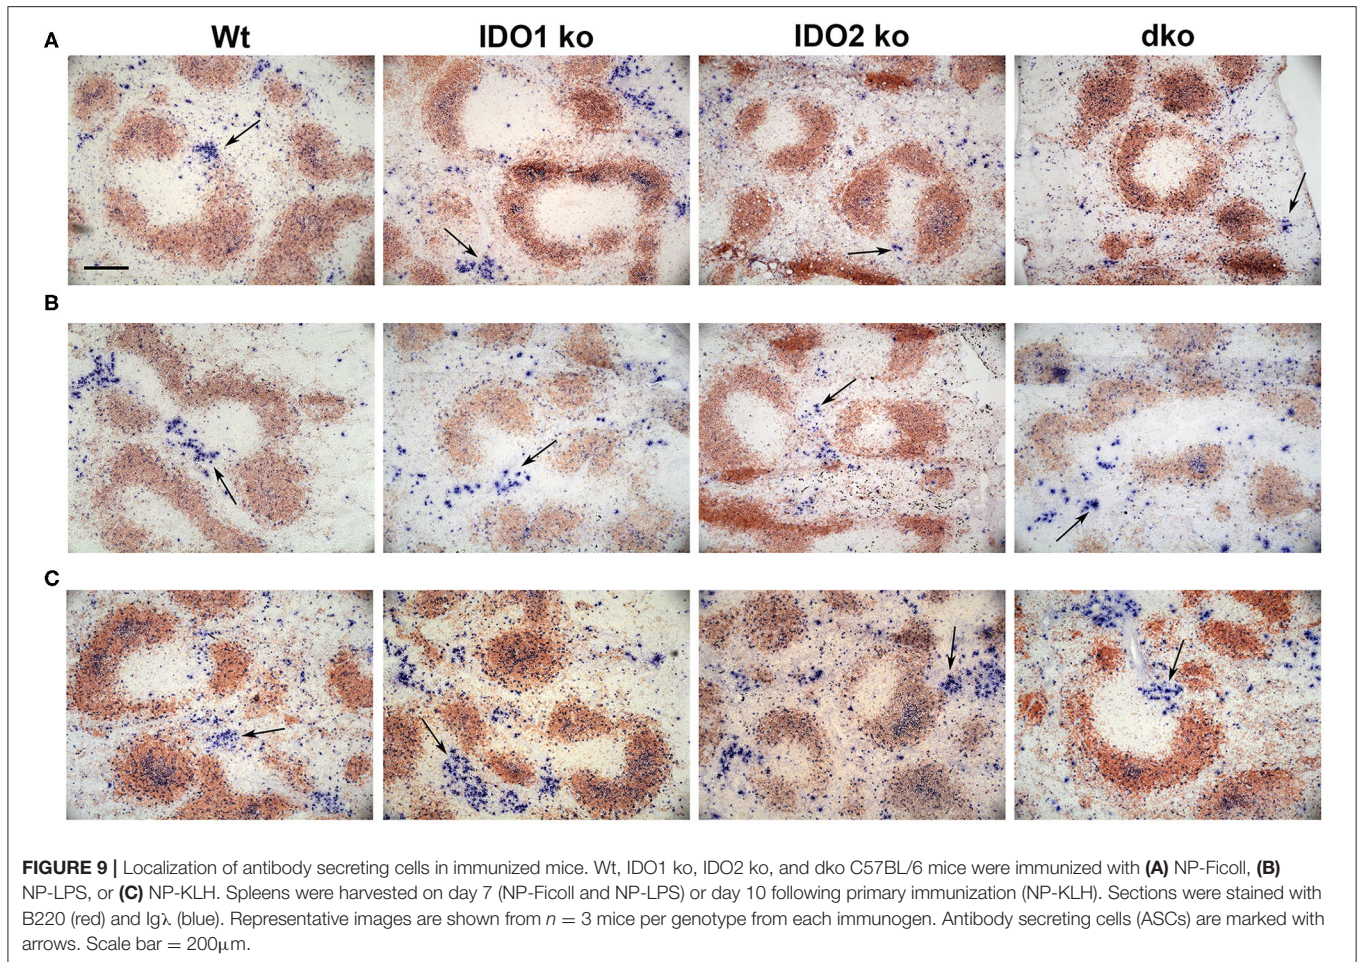 A
Wt IDO1 ko IDO2 ko dko
B
C
FIGURE 9 | Localization of antibody secreting cells in immunized mice. Wt, IDO1 ko, IDO2 ko, and dko C57BL/6 mice were immunized with (A) NP-Ficoll, (B)
NP-LPS, or (C) NP-KLH. Spleens were harvested on day 7 (NP-Ficoll and NP-LPS) or day 10 following primary immunization (NP-KLH). Sections were stained with
B220 (red) and Igλ (blue). Representative images are shown from n = 3 mice per genotype from each immunogen. Antibody secreting cells (ASCs) are marked with
arrows. Scale bar = 200μm.